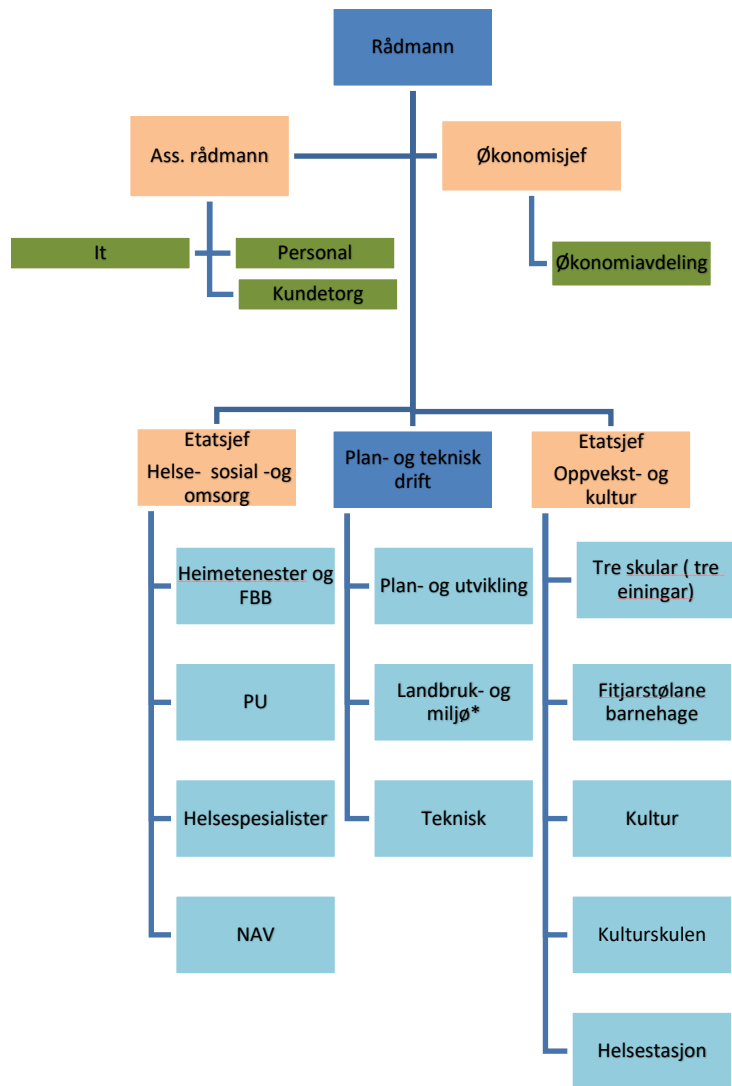 Rådmann
Ass. rådmann
Økonomisjef
It
Personal
Økonomiavdeling
Kundetorg
Etatsjef
Helse- sosial -og
omsorg
Plan- og teknisk
drift
Etatsjef
Oppvekst- og
kultur
Heimetenester og
FBB
PU
Helsespesialister
NAV
Plan- og utvikling
Landbruk- og
miljø*
Teknisk
Tre skular ( tre
einingar)
Fitjarstølane
barnehage
Kultur
Kulturskulen
Helsestasjon